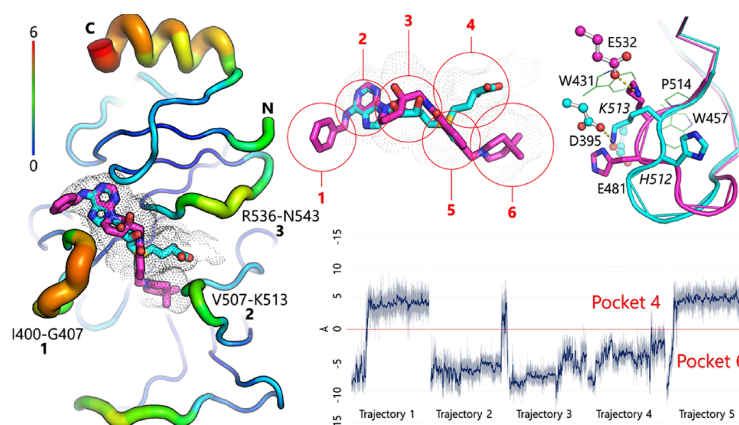 6
0
C
N
R536-N543
3
V507-K513
2
I400-G407
1
3
2
4
1
5
6
E532
W431
P514
K513
W457
D395
E481
H512
-15
-10
-5
0
5
10
15
Å
Pocket 4
Pocket 6
Trajectory 1
Trajectory 2
Trajectory 3
Trajectory 4
Trajectory 5